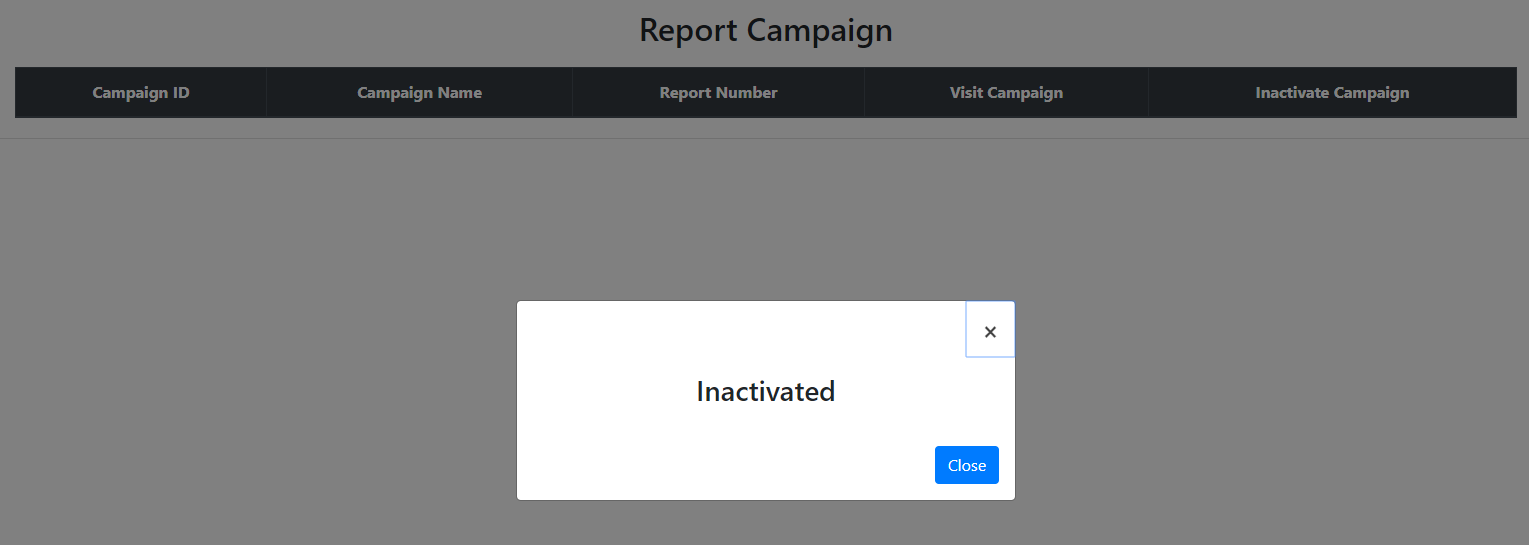 Report Campaign
Campaign ID Campaign Name Report Number Visit Campaign Inactivate Campaign
×
Inactivated
Close